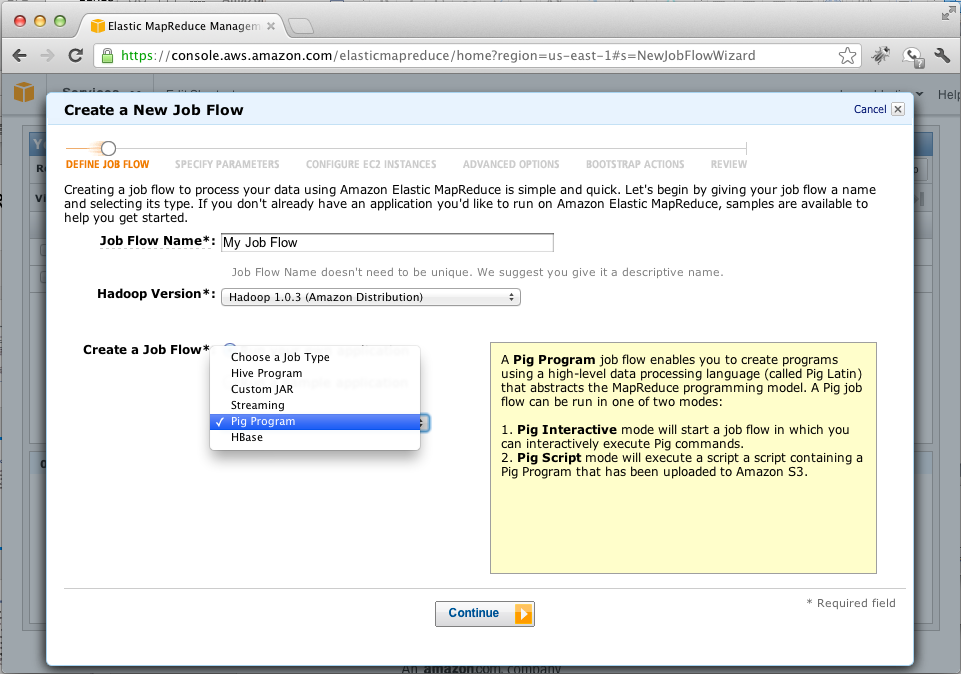 Elastic MapReduce Managem
https://console.aws.amazon.com/elasticmapreduce/home?region=us-east-1#s=NewJobFlowWizard
Help
Create a New Job Flow
Cancel
DEFINE JOB FLOW
SPECIFY PARAMETERS
CONFIGURE EC2 INSTANCES
ADVANCED OPTIONS
BOOTSTRAP ACTIONS
REVIEW
Creating a job flow to process your data using Amazon Elastic MapReduce is simple and quick. Let's begin by giving your job flow a name
and selecting its type. If you don't already have an application you'd like to run on Amazon Elastic MapReduce, samples are available to
help you get started.
Job Flow Name*: My Job Flow
Job Flow Name doesn't need to be unique. We suggest you give it a descriptive name.
Hadoop Version*: Hadoop 1.0.3 (Amazon Distribution)
Create a Job Flow*
Choose a Job Type
Hive Program
Custom JAR
Streaming
✓ Pig Program
HBase
A Pig Program job flow enables you to create programs
using a high-level data processing language (called Pig Latin)
that abstracts the MapReduce programming model. A Pig job
flow can be run in one of two modes:
1. Pig Interactive mode will start a job flow in which you
can interactively execute Pig commands.
2. Pig Script mode will execute a script a script containing a
Pig Program that has been uploaded to Amazon S3.
* Required field
Continue
An amazon.com company